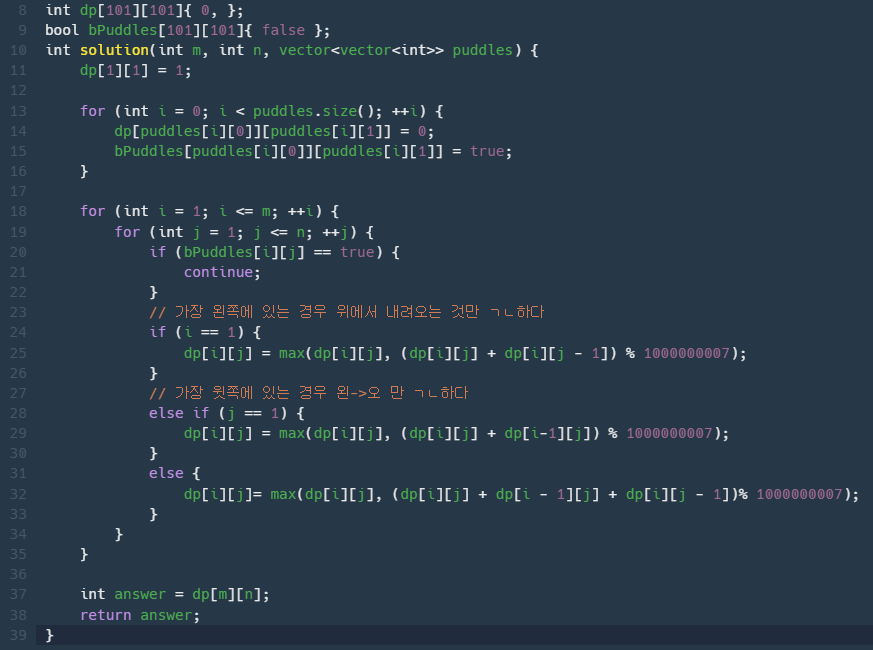 8 int dp[101][101]{ 0, };
9 bool bPuddles[101][101]{ false };
10 int solution(int m, int n, vector<vector<int>> puddles) {
11 dp[1][1] = 1;
12
13 for (int i = 0; i < puddles.size(); ++i) {
14 dp[puddles[i][0]][puddles[i][1]] = 0;
15 bPuddles[puddles[i][0]][puddles[i][1]] = true;
16 }
17
18 for (int i = 1; i <= m; ++i) {
19 for (int j = 1; j <= n; ++j) {
20 if (bPuddles[i][j] == true) {
21 continue;
22 }
23 // 가장 왼쪽에 있는 경우 위에서 내려오는 것만 ㄱㄴ하다
24 if (i == 1) {
25 dp[i][j] = max(dp[i][j], (dp[i][j] + dp[i][j - 1]) % 1000000007);
26 }
27 // 가장 윗쪽에 있는 경우 왼->오 만 ㄱㄴ하다
28 else if (j == 1) {
29 dp[i][j] = max(dp[i][j], (dp[i][j] + dp[i-1][j]) % 1000000007);
30 }
31 else {
32 dp[i][j]= max(dp[i][j], (dp[i][j] + dp[i - 1][j] + dp[i][j - 1])% 1000000007);
33 }
34 }
35 }
36
37 int answer = dp[m][n];
38 return answer;
39 }